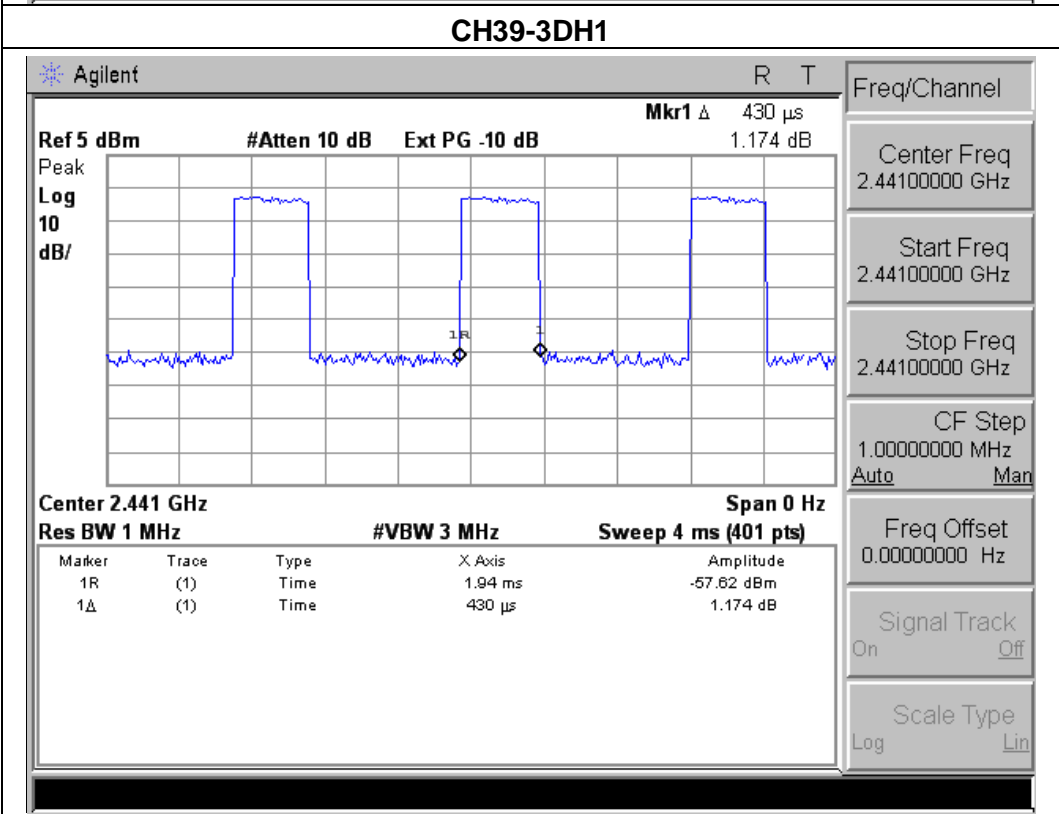 CH39-3DH1
Agilent R T
Mkr1 Δ 430 µs
Ref 5 dBm #Atten 10 dB Ext PG -10 dB 1.174 dB
Peak
Log
10
dB/
1R
1
Center 2.441 GHz Span 0 Hz
Res BW 1 MHz #VBW 3 MHz Sweep 4 ms (401 pts)
Marker Trace Type X Axis Amplitude
1R (1) Time 1.94 ms -57.62 dBm
1Δ (1) Time 430 µs 1.174 dB
Freq/Channel
Center Freq
2.44100000 GHz
Start Freq
2.44100000 GHz
Stop Freq
2.44100000 GHz
CF Step
1.00000000 MHz
Auto Man
Freq Offset
0.00000000 Hz
Signal Track
On Off
Scale Type
Log Lin